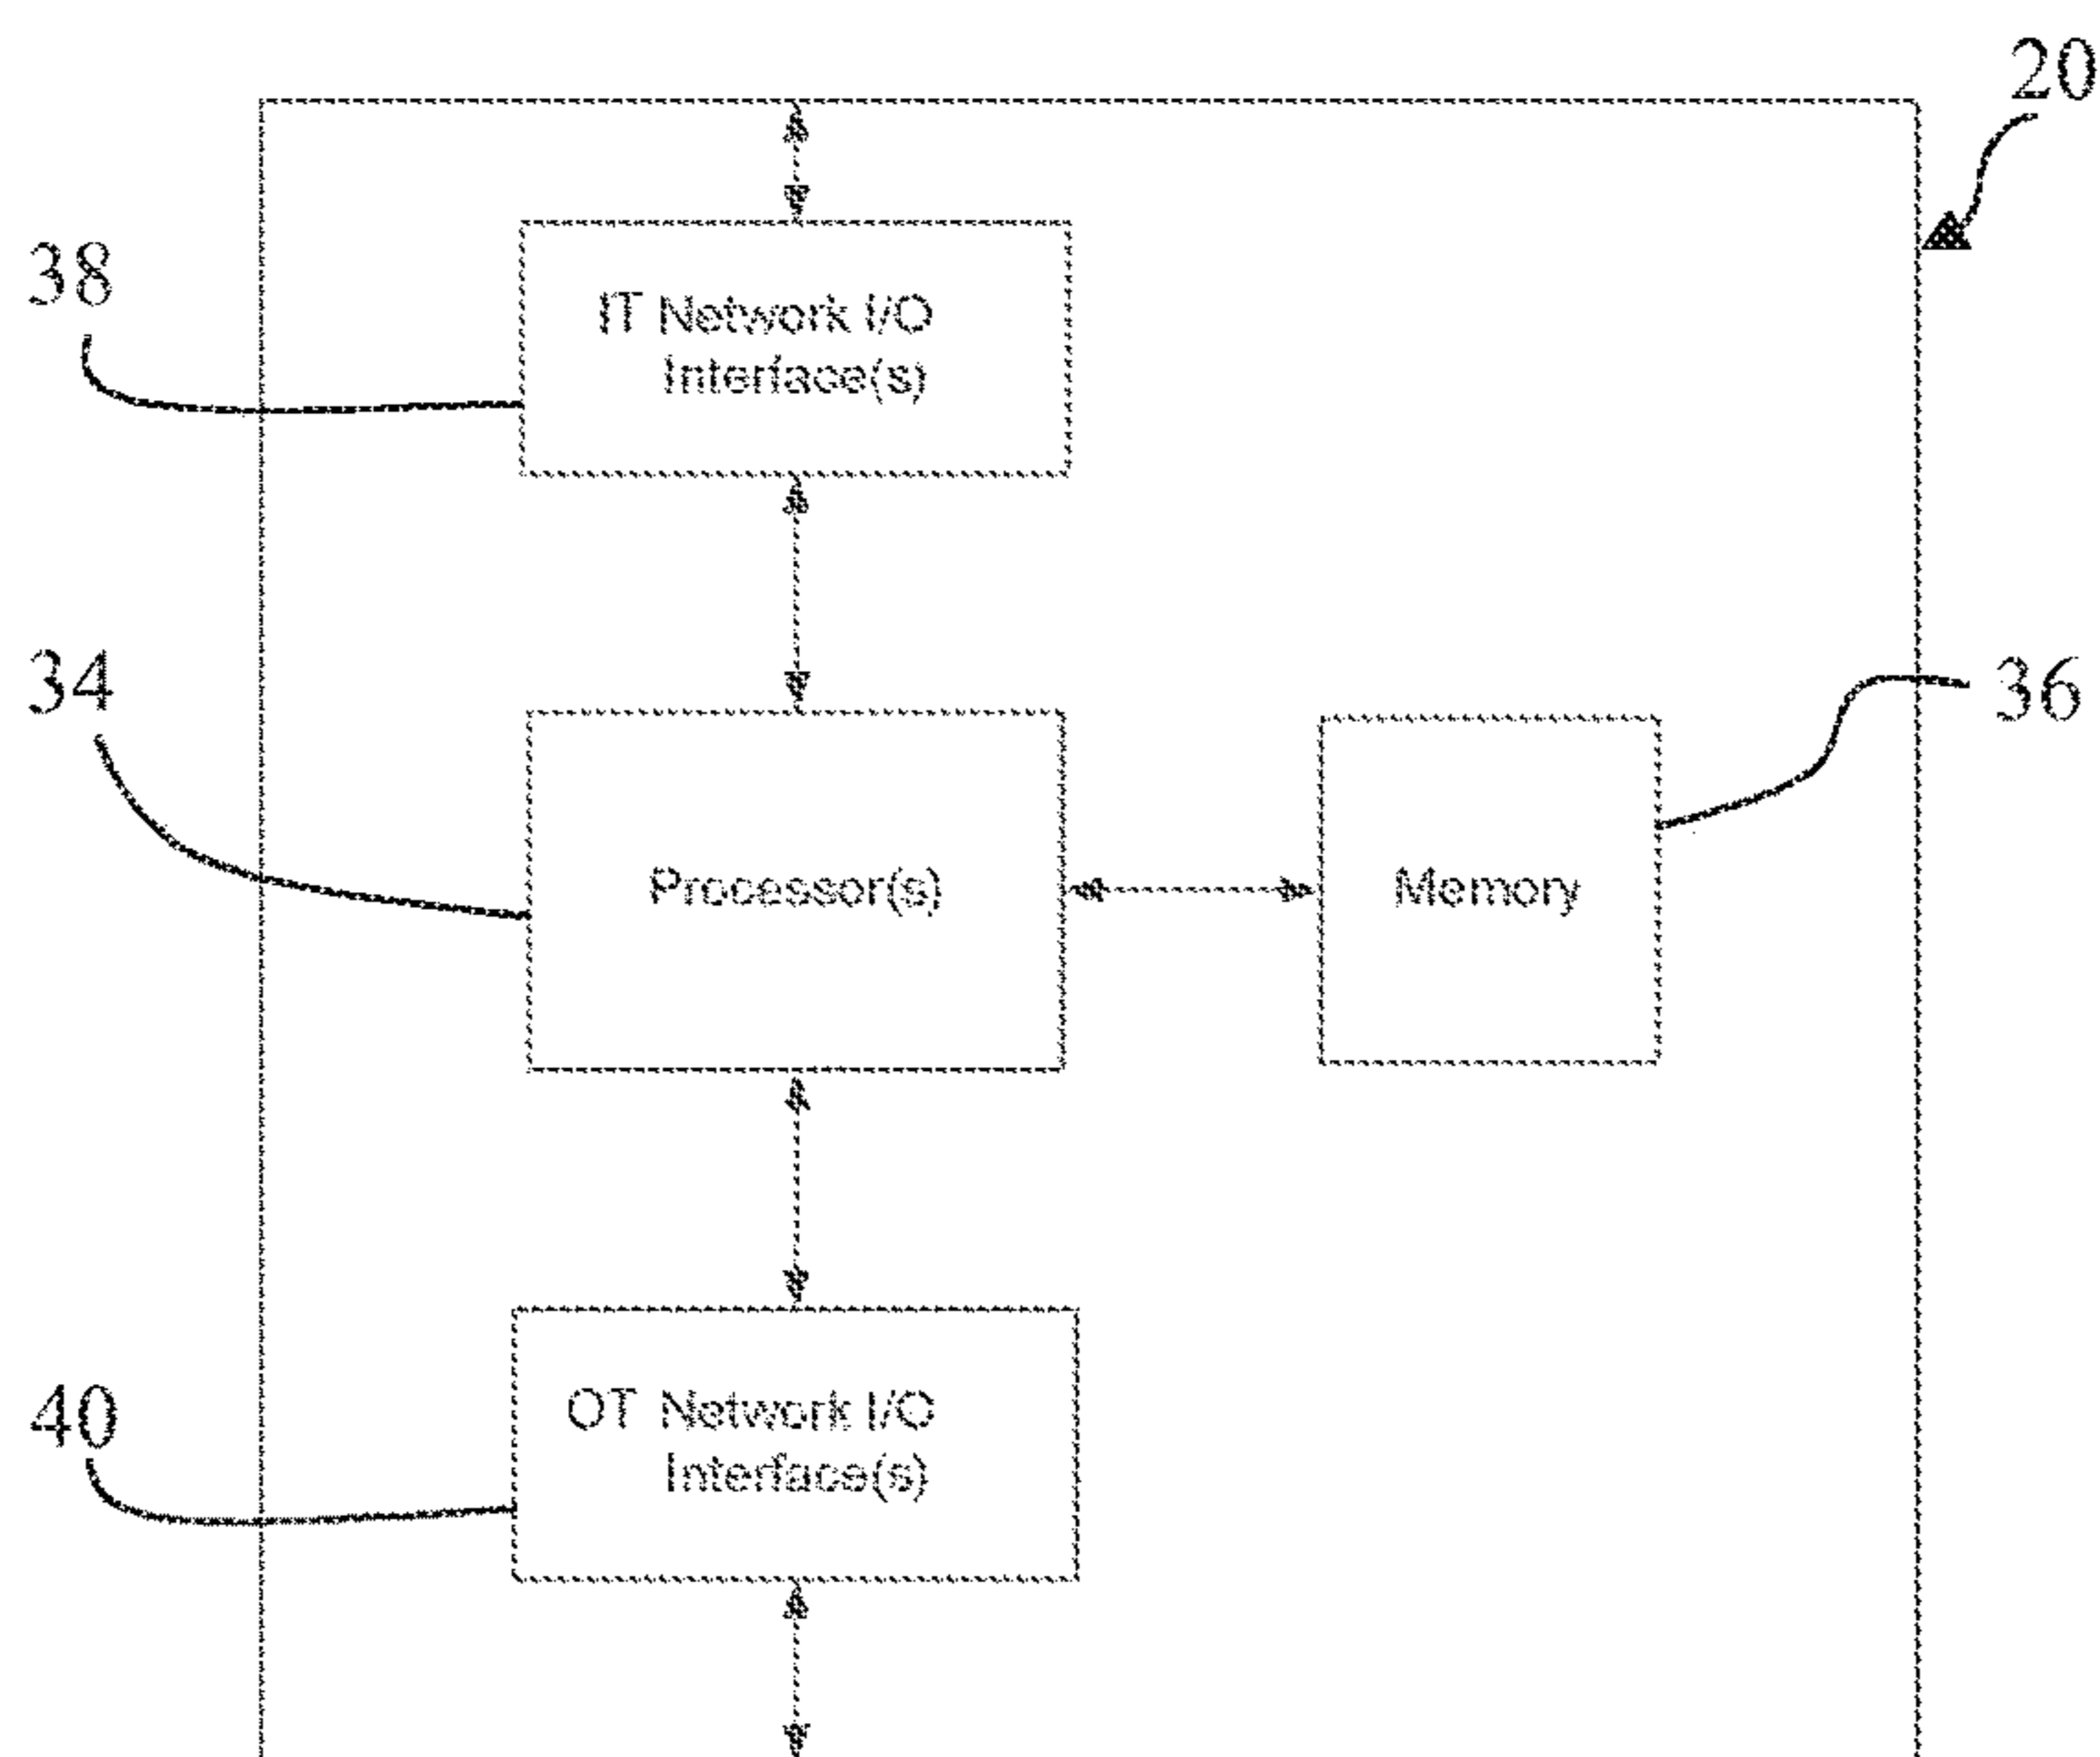 20
38
IT Network I/O
Interface(s)
34
36
Processor(s)
Memory
40
OT Network I/O
Interface(s)